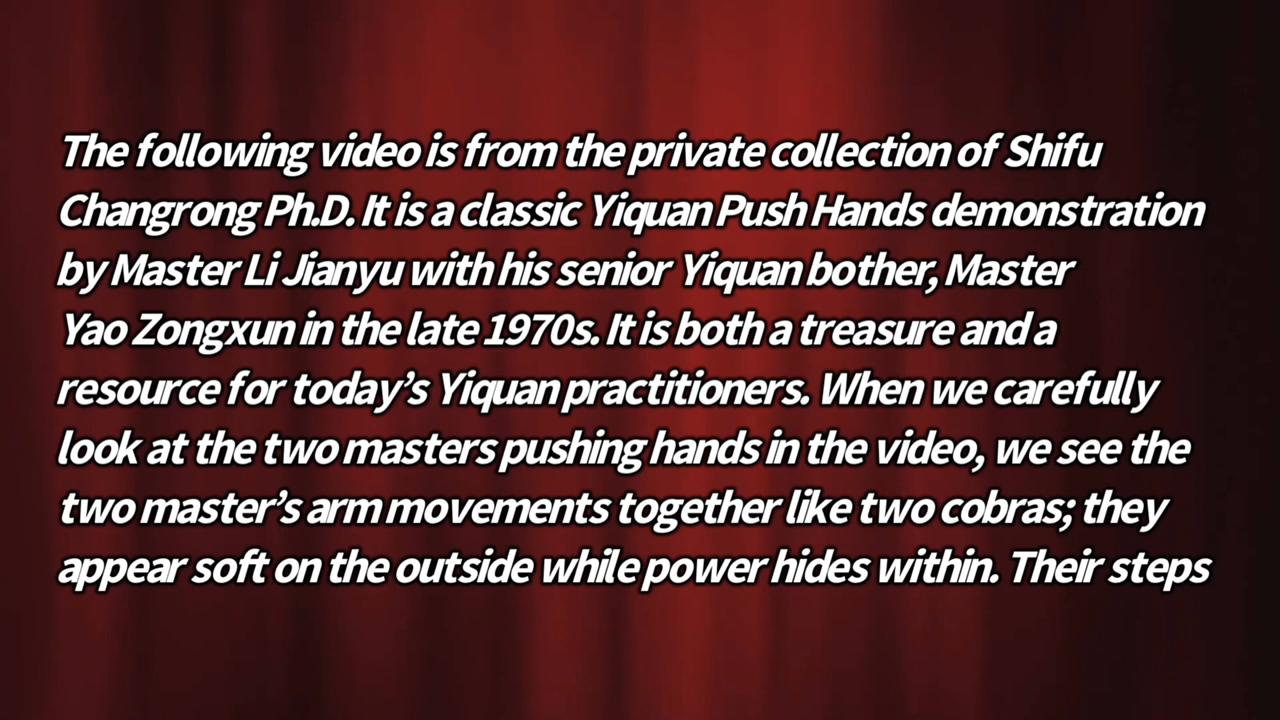 The following video is from the private collection of Shifu
Changrong Ph.D. It is a classic Yiquan Push Hands demonstration
by Master Li Jianyu with his senior Yiquan bother, Master
Yao Zongxun in the late 1970s. It is both a treasure and a
resource for today’s Yiquan practitioners. When we carefully
look at the two masters pushing hands in the video, we see the
two master’s arm movements together like two cobras; they
appear soft on the outside while power hides within. Their steps